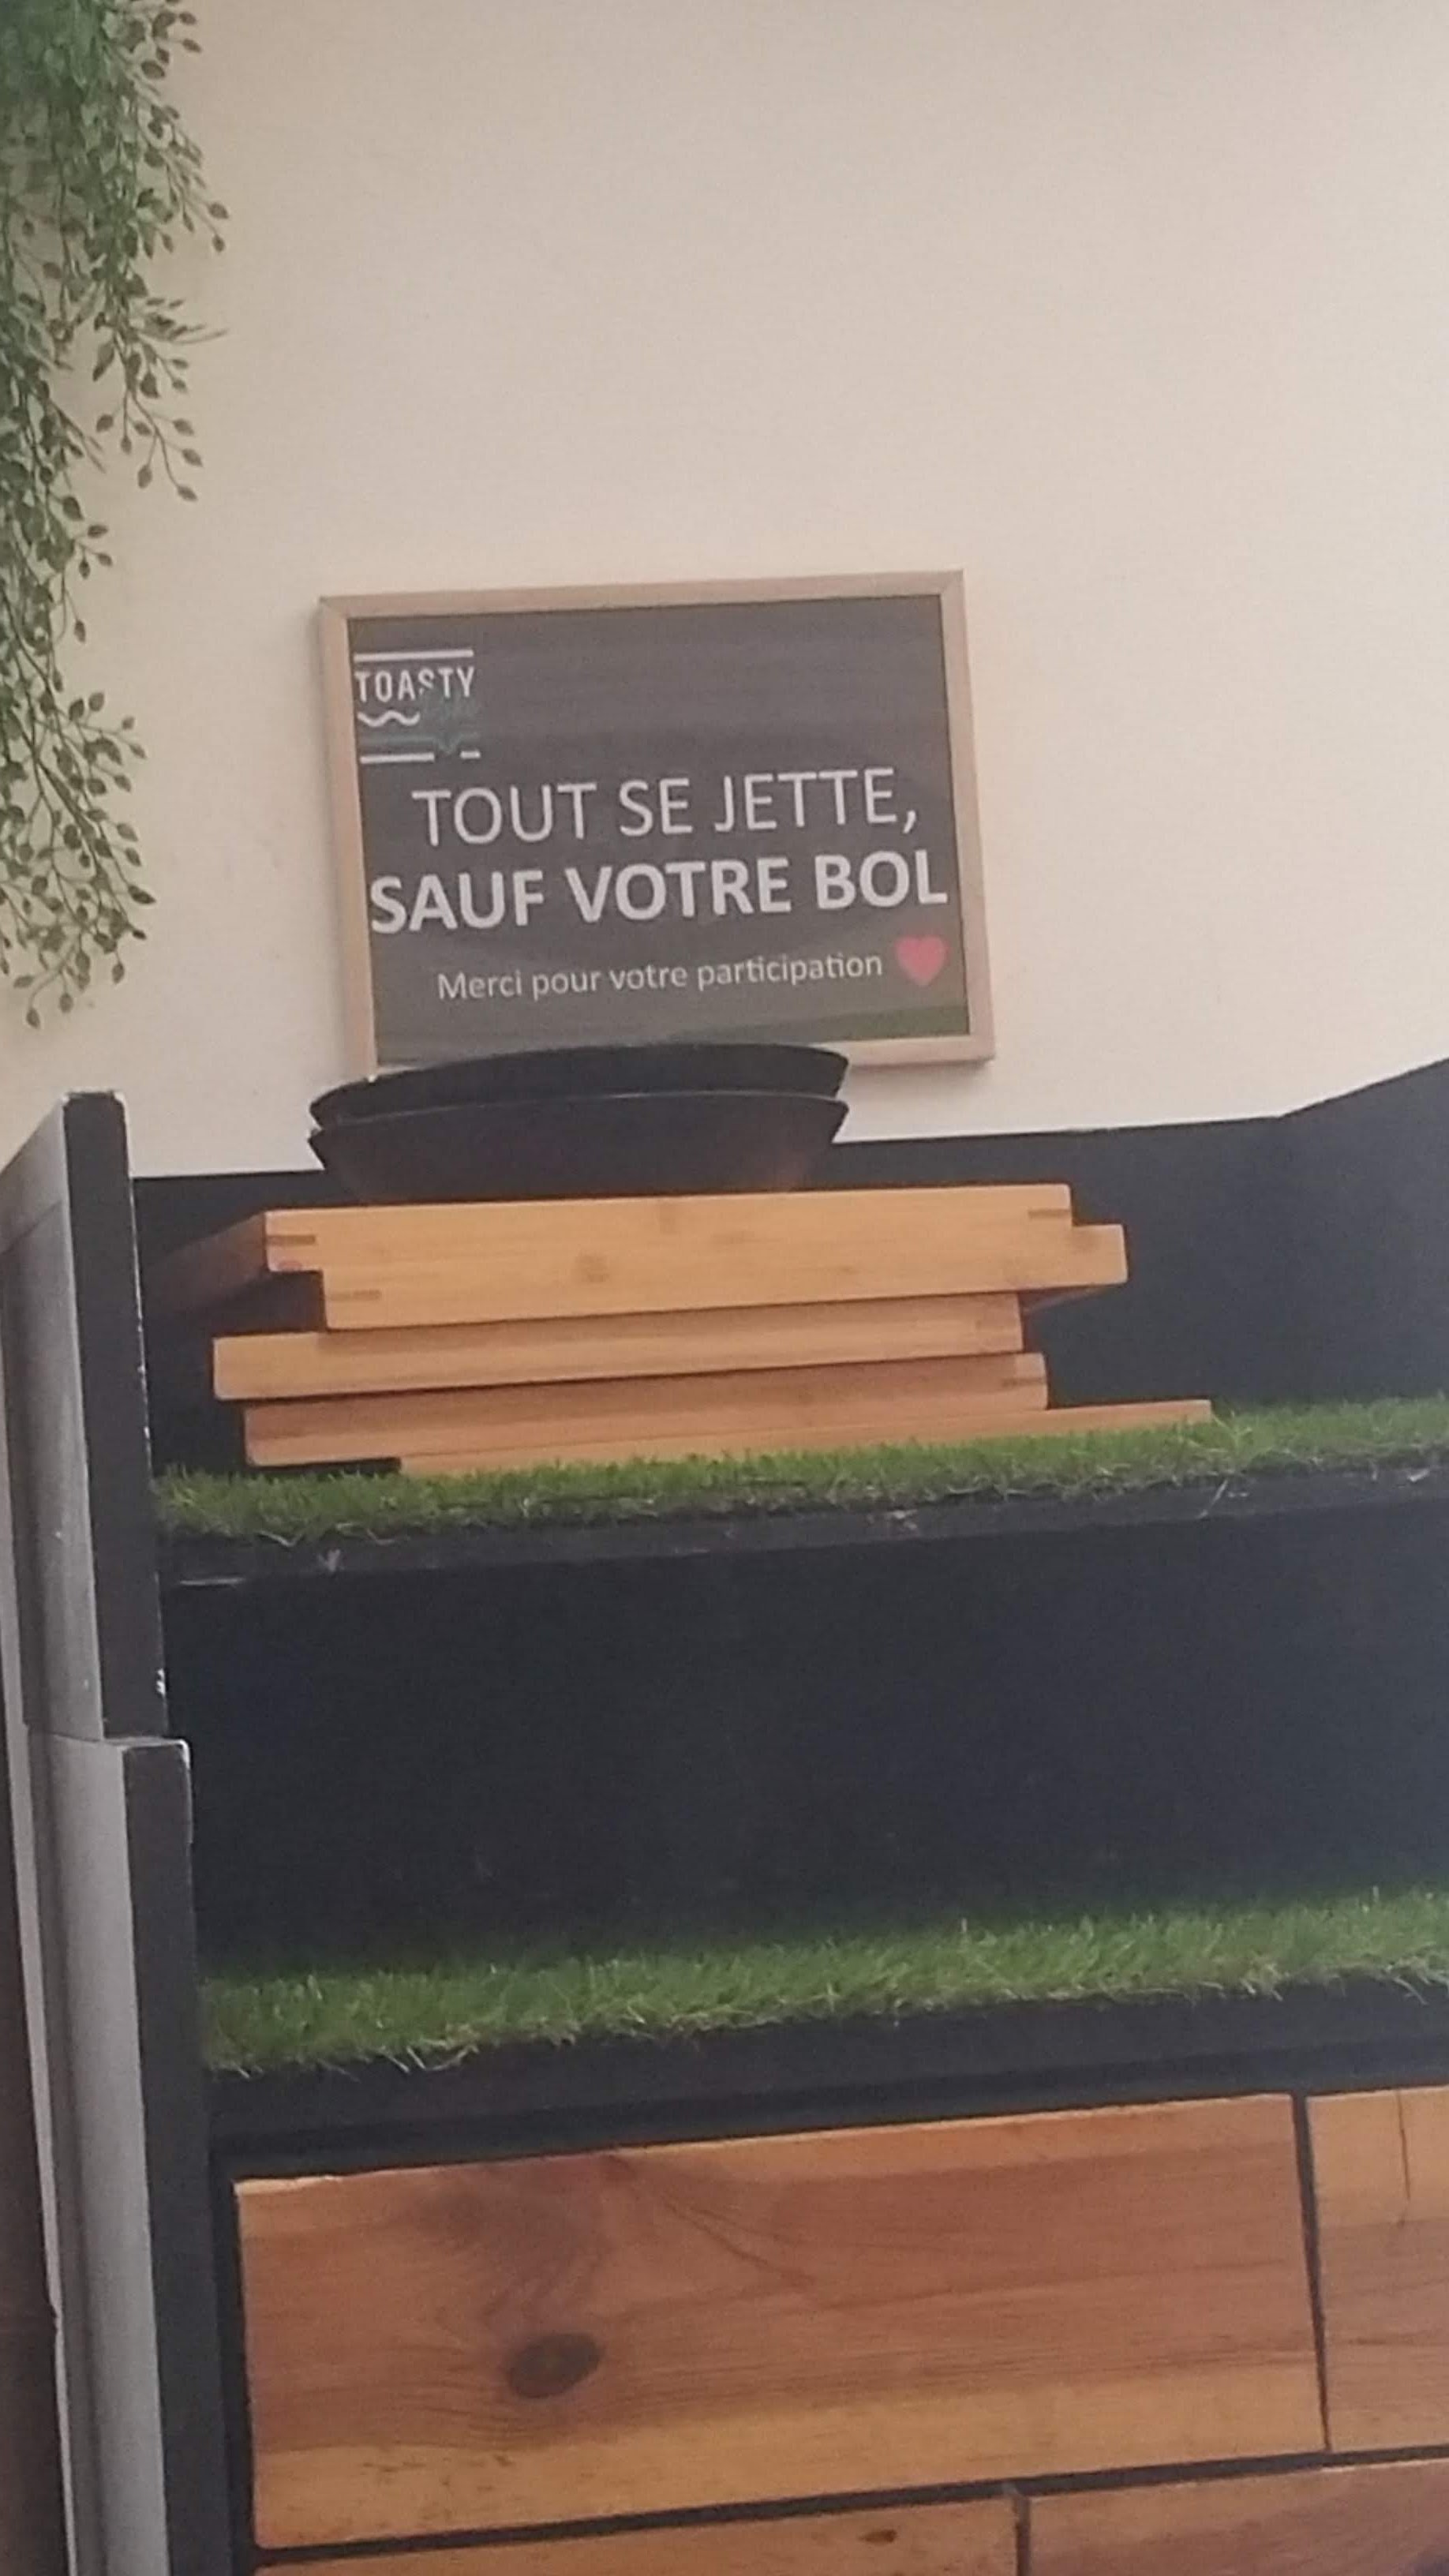 TOASTY
TOUT SE JETTE,
SAUF VOTRE BOL
Merci pour votre participation